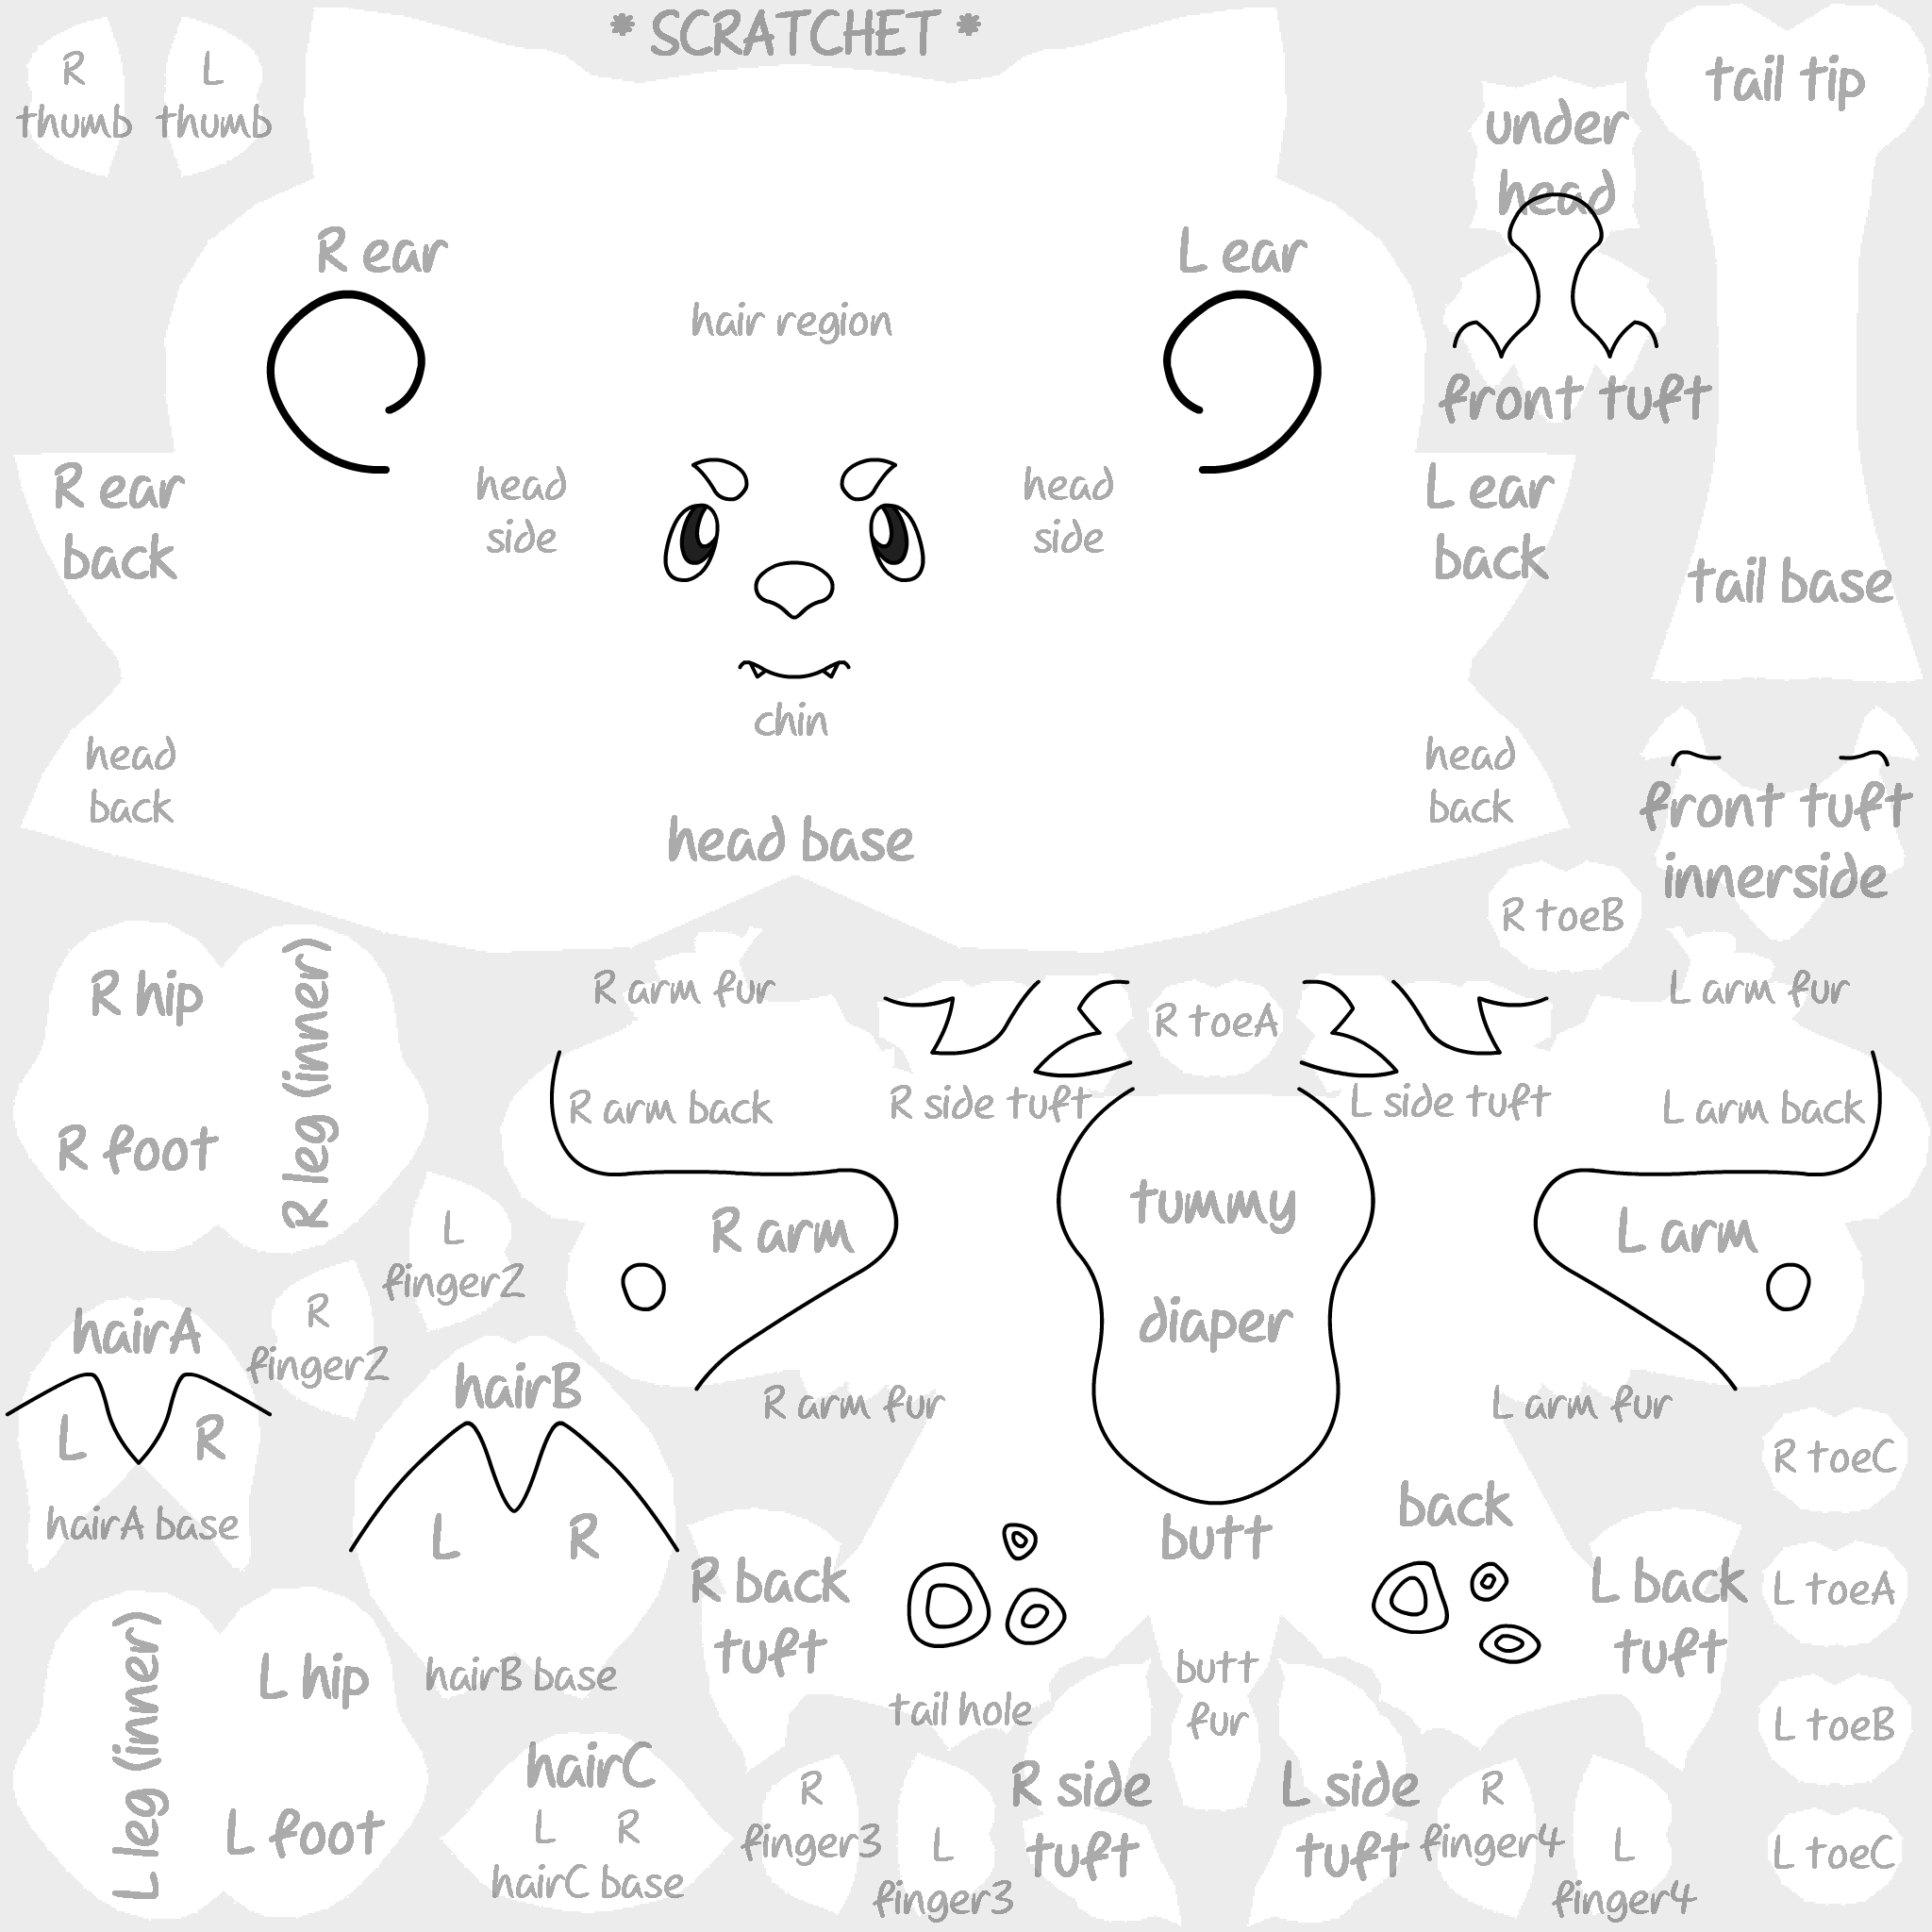 * SCRATCHET *
R
thumb
L
thumb
tail tip
under
head
R ear
L ear
hair region
front tuft
R ear
back
head
side
head
side
L ear
back
tail base
chin
head
back
head
back
head base
front tuft
innerside
R toeB
R hip
R leg (inner)
R foot
R arm fur
R toeA
L arm fur
R arm back
R side tuft
L side tuft
L arm back
tummy
R arm
L arm
L
finger2
R
finger2
diaper
hairA
L R
hairA base
hairB
L R
hairB base
R arm fur
L arm fur
R toeC
back
butt
R back
tuft
L back
tuft
L toeA
L leg (inner)
L hip
L foot
butt
fur
tail hole
L toeB
hairC
L R
hairC base
R
finger3
L
finger3
R side
tuft
L side
tuft
R
finger4
L
finger4
L toeC